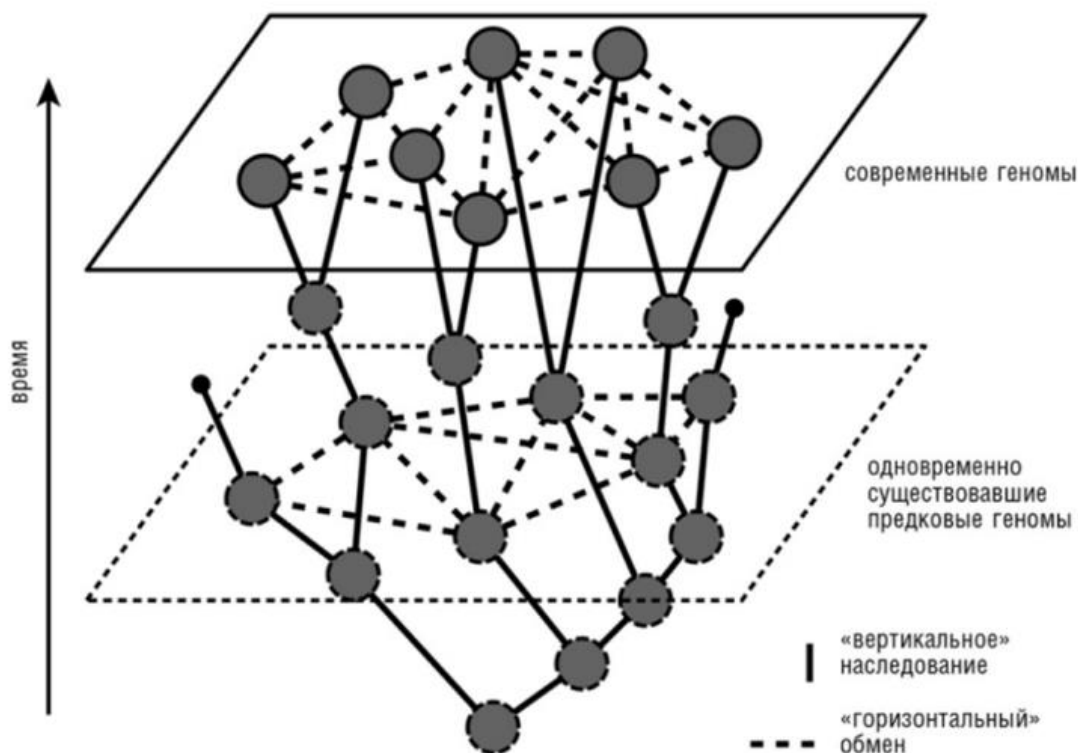 время
современные геномы
одновременно
существовавшие
предковые геномы
«вертикальное»
наследование
«горизонтальный»
обмен